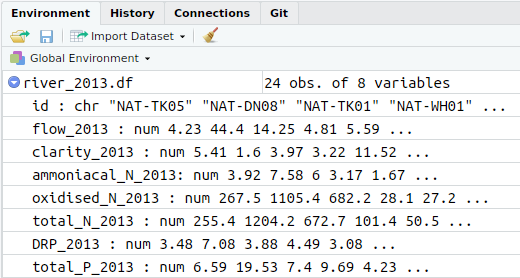 Environment History Connections Git
Import Dataset
Global Environment
river_2013.df 24 obs. of 8 variables
id : chr "NAT-TK05" "NAT-DN08" "NAT-TK01" "NAT-WH01" ...
flow_2013 : num 4.23 44.4 14.25 4.81 5.59 ...
clarity_2013 : num 5.41 1.6 3.97 3.22 11.52 ...
ammoniacal_N_2013: num 3.92 7.58 6 3.17 1.67 ...
oxidised_N_2013 : num 267.5 1105.4 682.2 28.1 27.2 ...
total_N_2013 : num 255.4 1204.2 672.7 101.4 50.5 ...
DRP_2013 : num 3.48 7.08 3.88 4.49 3.08 ...
total_P_2013 : num 6.59 19.53 7.4 9.69 4.23 ...